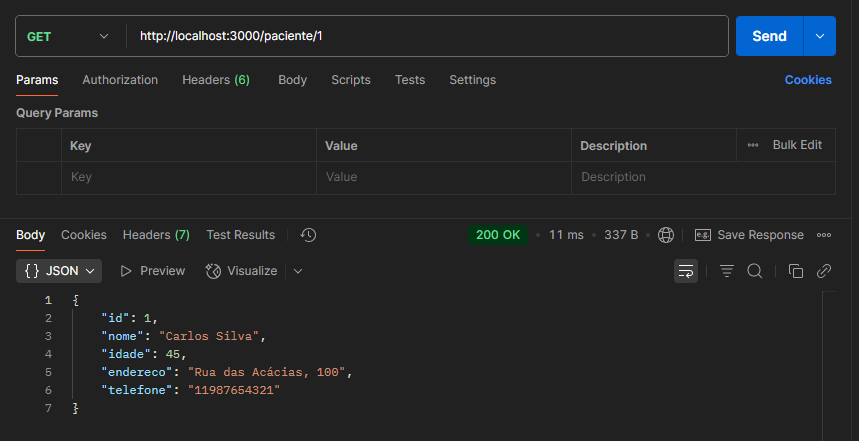 GET http://localhost:3000/paciente/1 Send
Params Authorization Headers (6) Body Scripts Tests Settings Cookies
Query Params
Key Value Description ••• Bulk Edit
Key Value Description
Body Cookies Headers (7) Test Results 200 OK • 11 ms • 337 B • e.g. Save Response •••
{} JSON Preview Visualize
1 {
2 "id": 1,
3 "nome": "Carlos Silva",
4 "idade": 45,
5 "endereco": "Rua das Acácias, 100",
6 "telefone": "11987654321"
7 }